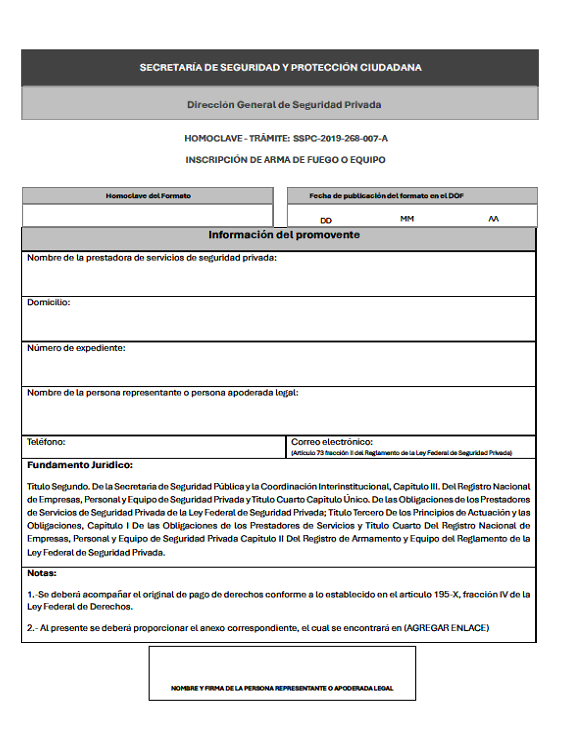 SECRETARÍA DE SEGURIDAD Y PROTECCIÓN CIUDADANA
Dirección General de Seguridad Privada
HOMOCLAVE - TRÁMITE: SSPC-2019-268-007-A
INSCRIPCIÓN DE ARMA DE FUEGO O EQUIPO
Homoclave del Formato
Fecha de publicación del formato en el DOF
DD MM AA
Información del promovente
Nombre de la prestadora de servicios de seguridad privada:
Domicilio:
Número de expediente:
Nombre de la persona representante o persona apoderada legal:
Teléfono:
Correo electrónico:
(Artículo 73 fracción II del Reglamento de la Ley Federal de Seguridad Privada)
Fundamento Jurídico:
Titulo Segundo. De la Secretaria de Seguridad Pública y la Coordinación Interinstitucional, Capitulo III. Del Registro Nacional
de Empresas, Personal y Equipo de Seguridad Privada y Titulo Cuarto Capitulo Único. De las Obligaciones de los Prestadores
de Servicios de Seguridad Privada de la Ley Federal de Seguridad Privada; Titulo Tercero De los Principios de Actuación y las
Obligaciones, Capitulo I De las Obligaciones de los Prestadores de Servicios y Titulo Cuarto Del Registro Nacional de
Empresas, Personal y Equipo de Seguridad Privada Capitulo II Del Registro de Armamento y Equipo del Reglamento de la
Ley Federal de Seguridad Privada.
Notas:
1.-Se deberá acompañar el original de pago de derechos conforme a lo establecido en el artículo 195-X, fracción IV de la
Ley Federal de Derechos.
2.- Al presente se deberá proporcionar el anexo correspondiente, el cual se encontrará en (AGREGAR ENLACE)
NOMBRE Y FIRMA DE LA PERSONA REPRESENTANTE O APODERADA LEGAL